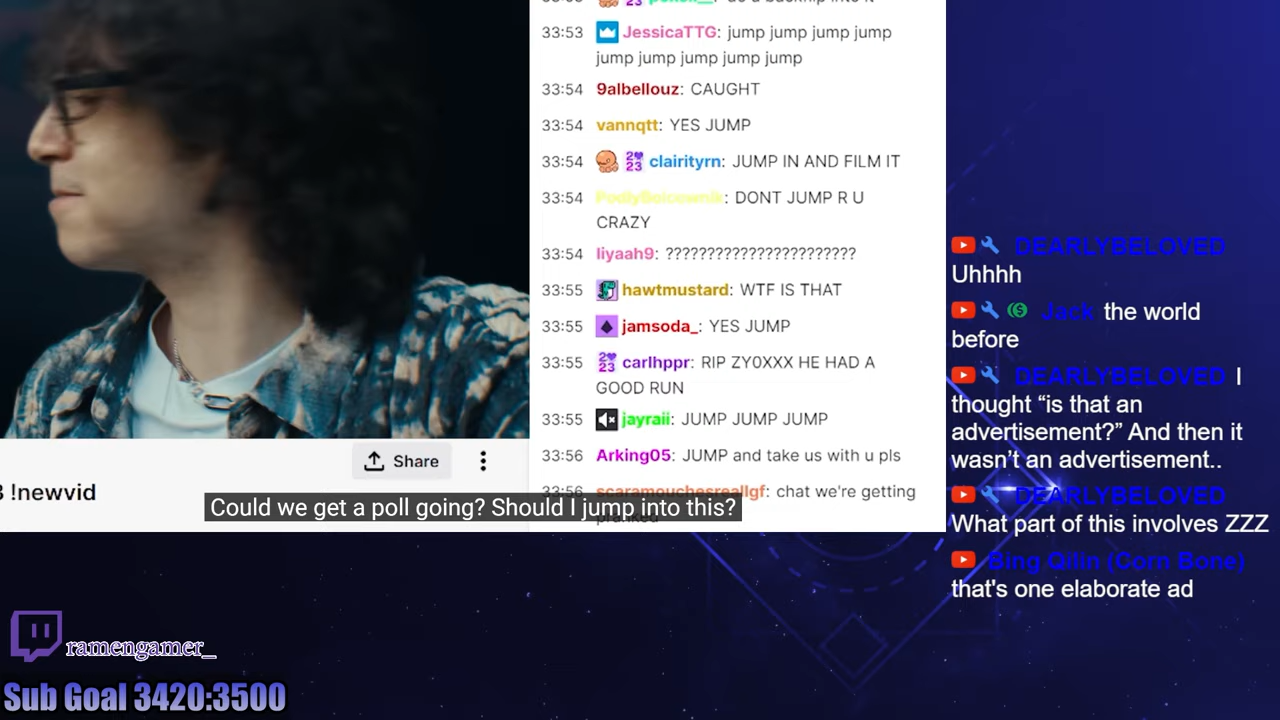 33:53 JessicaTTG: jump jump jump jump
jump jump jump jump jump
33:54 9albellouz: CAUGHT
33:54 vannqtt: YES JUMP
33:54 clairityrn: JUMP IN AND FILM IT
33:54 : DONT JUMP R U
CRAZY
33:54 liyaah9: ???????????????????????
33:55 hawtmustard: WTF IS THAT
33:55 jamsoda_: YES JUMP
33:55 carlhppr: RIP ZY0XXX HE HAD A
GOOD RUN
33:55 jayraii: JUMP JUMP JUMP
33:56 Arking05: JUMP and take us with u pls
33:56 scaramouchesreallgf: chat we're getting
pranked
Share
3 !newvid
Could we get a poll going? Should I jump into this?
DEARLYBELOVED
Uhhhh
Jack the world
before
DEARLYBELOVED I
thought “is that an
advertisement?” And then it
wasn’t an advertisement..
DEARLYBELOVED
What part of this involves ZZZ
Bing Qilin (Corn Bone)
that's one elaborate ad
ramengamer_
Sub Goal 3420:3500